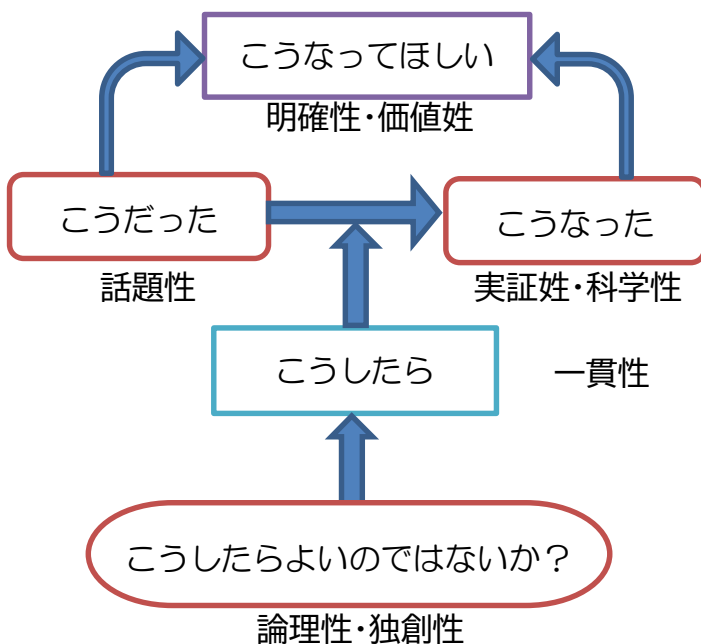 こうなってほしい
明確性・価値姓
こうだった
こうなった
話題性
実証姓・科学性
こうしたら
一貫性
こうしたらよいのではないか？
論理性・独創性